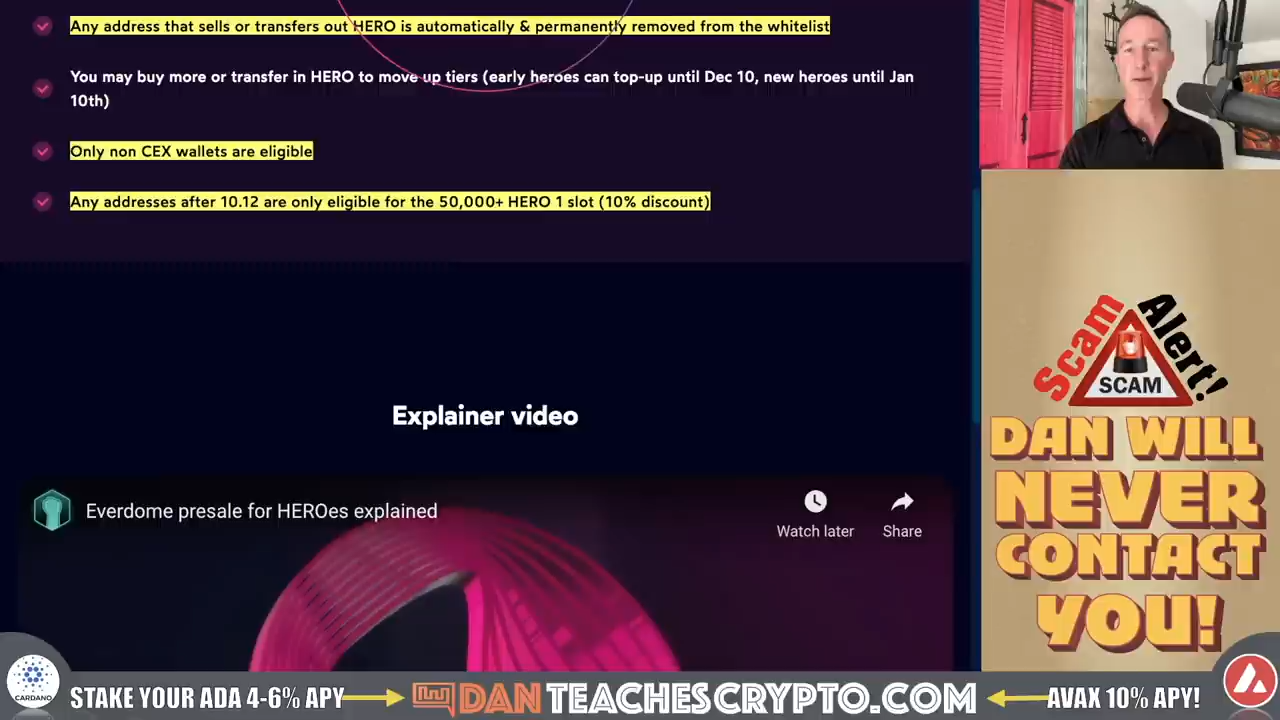 Any address that sells or transfers out HERO is automatically & permanently removed from the whitelist
You may buy more or transfer in HERO to move up tiers (early heroes can top-up until Dec 10, new heroes until Jan
10th)
Only non CEX wallets are eligible
Any addresses after 10.12 are only eligible for the 50,000+ HERO 1 slot (10% discount)
Explainer video
Everdome presale for HEROes explained
Watch later
Share
Scam Alert!
SCAM
DAN WILL
NEVER
CONTACT
YOU!
CARDANO
STAKE YOUR ADA 4-6% APY
DANTEACHESCRYPTO.COM
AVAX 10% APY!